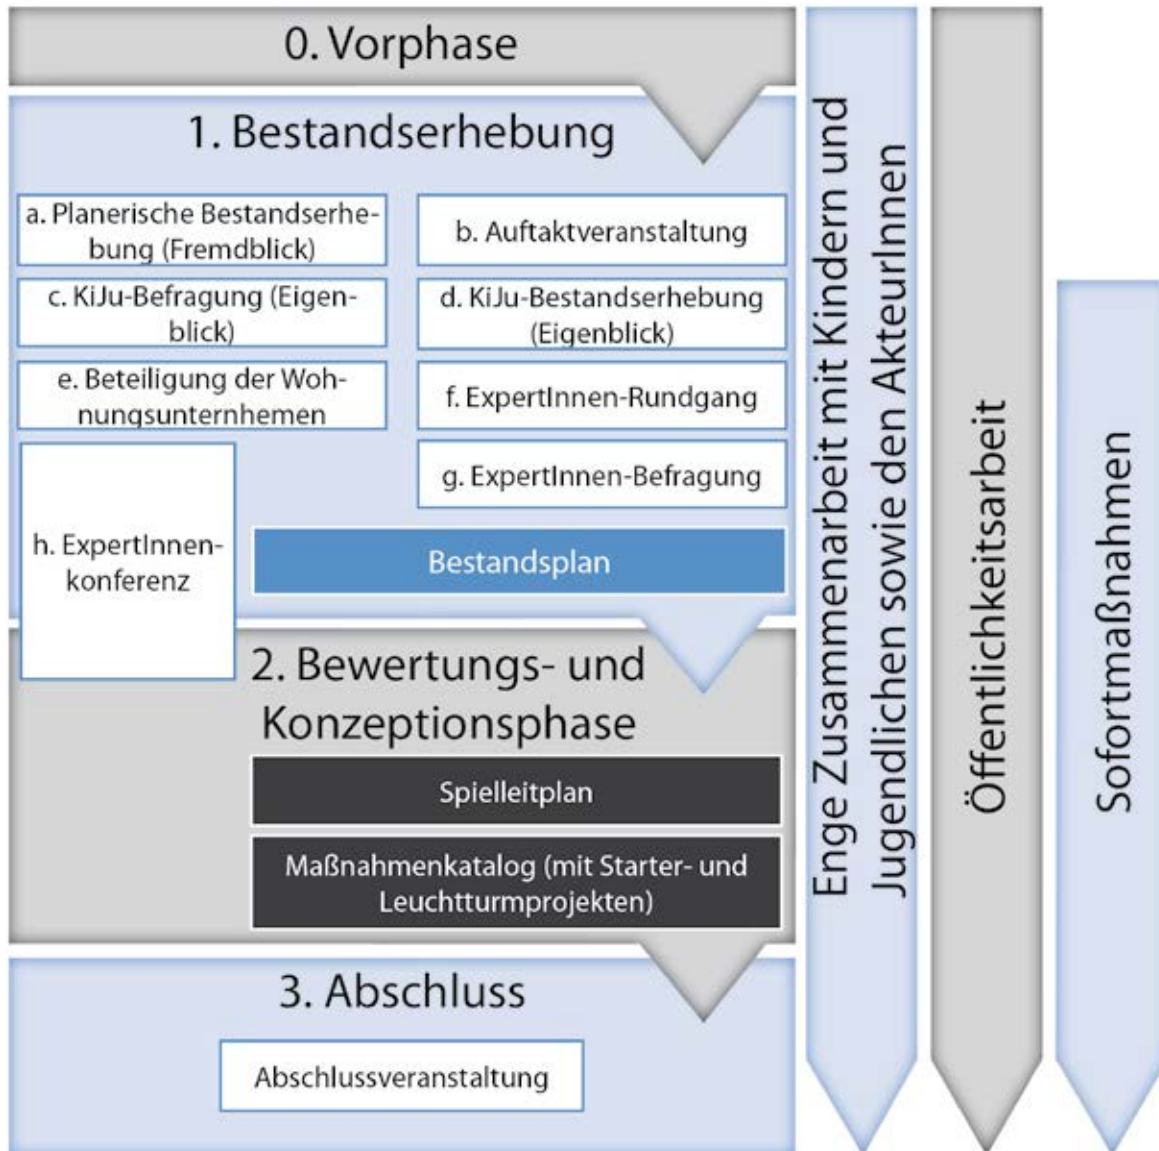 0. Vorphase
1. Bestandserhebung
a. Planerische Bestandserhe-
bung (Fremdblick)
b. Auftaktveranstaltung
c. KiJu-Befragung (Eigen-
blick)
d. KiJu-Bestandserhebung
(Eigenblick)
e. Beteiligung der Woh-
nungsunternhemen
f. ExpertInnen-Rundgang
g. ExpertInnen-Befragung
h. ExpertInnen-
konferenz
Bestandsplan
2. Bewertungs- und
Konzeptionsphase
Spielleitplan
Maßnahmenkatalog (mit Starter- und
Leuchtturmprojekten)
3. Abschluss
Abschlussveranstaltung
Enge Zusammenarbeit mit Kindern und
Jugendlichen sowie den AkteurInnen
Öffentlichkeitsarbeit
Sofortmaßnahmen